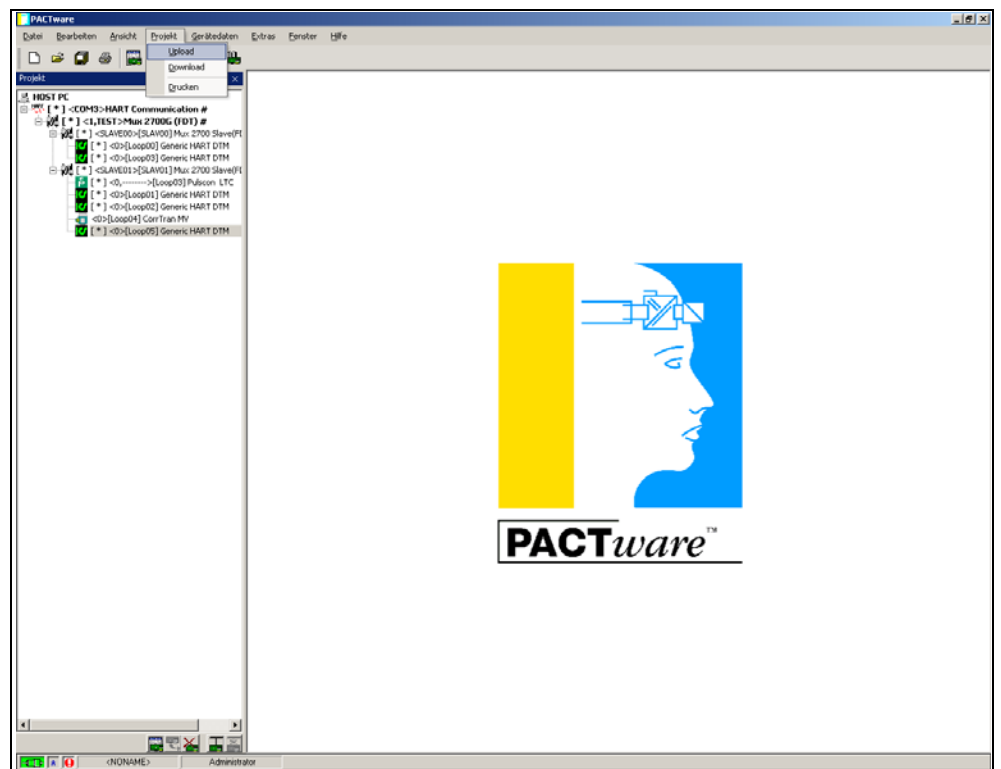 PACTware
Datei Bearbeiten Ansicht Projekt Gerätedaten Extras Fenster Hilfe
Upload
Download
Drucken
Projekt
HOST PC
[ * ] <COM3>HART Communication #
[ * ] <1,TEST>Mux 2700G (FDT) #
[ * ] <SLAVE00>[SLAV00] Mux 2700 Slave(F
[ * ] <0>[Loop00] Generic HART DTM
[ * ] <0>[Loop03] Generic HART DTM
[ * ] <SLAVE01>[SLAV01] Mux 2700 Slave(F
[ * ] <0,-------->[Loop03] Pulscon LTC
[ * ] <0>[Loop01] Generic HART DTM
[ * ] <0>[Loop02] Generic HART DTM
<0>[Loop04] CorrTran MV
[ * ] <0>[Loop05] Generic HART DTM
PACTware™
<NONAME> Administrator